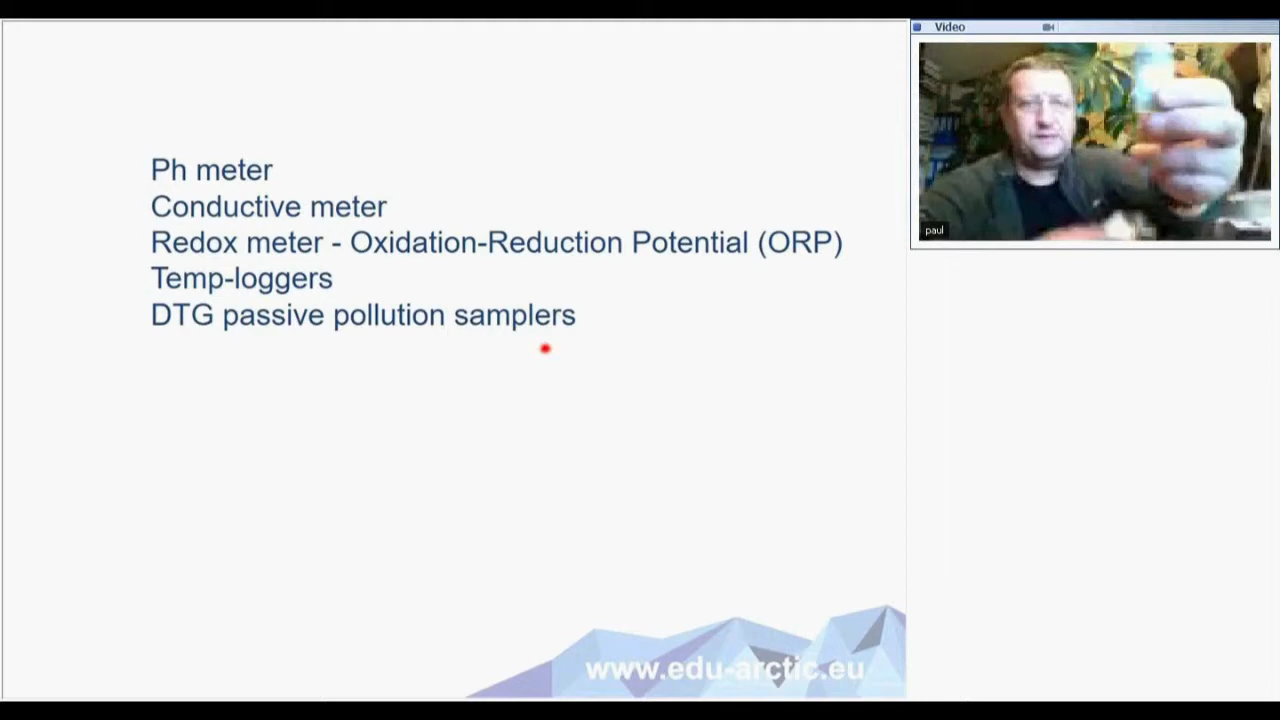 Video
Ph meter
Conductive meter
Redox meter - Oxidation-Reduction Potential (ORP)
Temp-loggers
DTG passive pollution samplers
paul
www.edu-arctic.eu